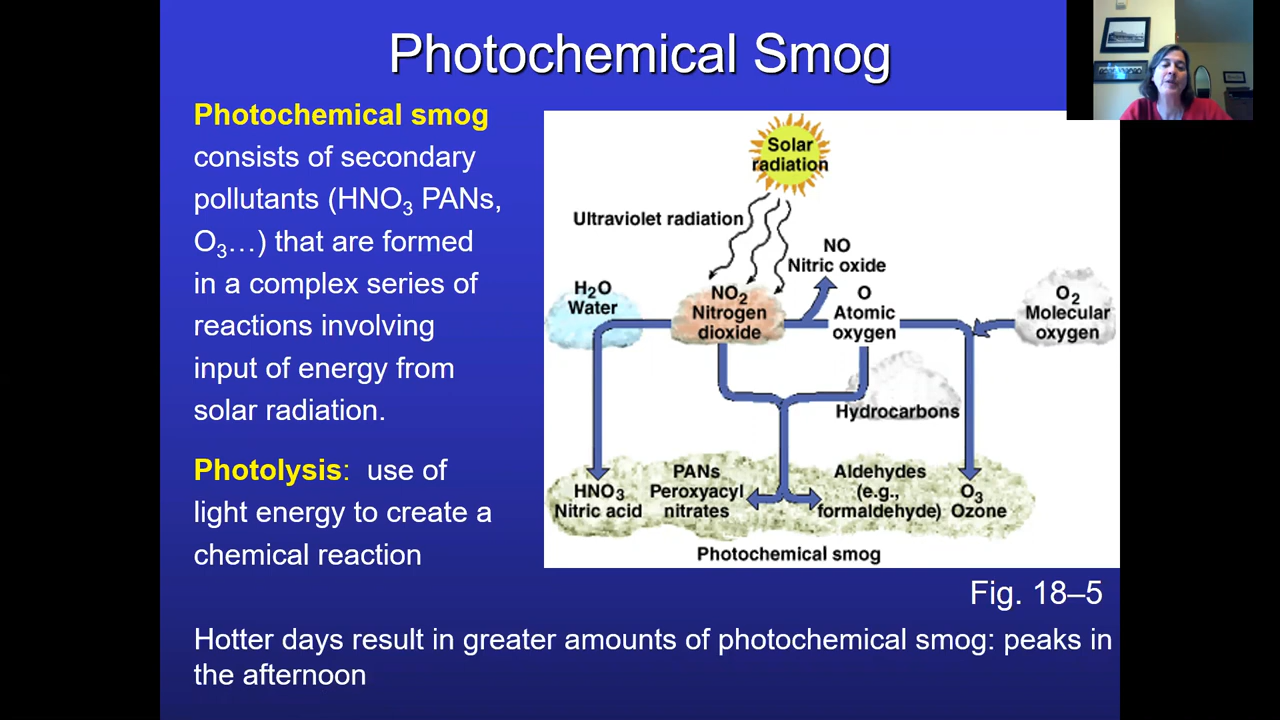 Photochemical Smog
Photochemical smog
consists of secondary
pollutants (HNO₃ PANs,
O₃…) that are formed
in a complex series of
reactions involving
input of energy from
solar radiation.
Photolysis: use of
light energy to create a
chemical reaction
Solar
radiation
Ultraviolet radiation
NO
Nitric oxide
H₂O
Water
NO₂
Nitrogen
dioxide
O
Atomic
oxygen
O₂
Molecular
oxygen
Hydrocarbons
HNO₃
Nitric acid
PANs
Peroxyacyl
nitrates
Aldehydes
(e.g.,
formaldehyde)
O₃
Ozone
Photochemical smog
Fig. 18–5
Hotter days result in greater amounts of photochemical smog: peaks in
the afternoon